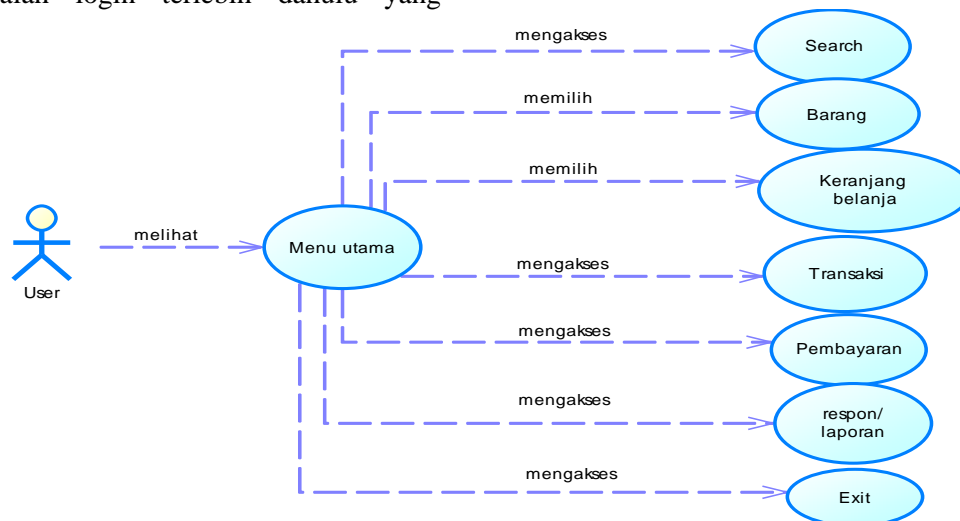 login terlebih dahulu yang
mengakses
Search
memilih
Barang
memilih
Keranjang
belanja
melihat
Menu utama
User
mengakses
Transaksi
mengakses
Pembayaran
mengakses
respon/
laporan
mengakses
Exit